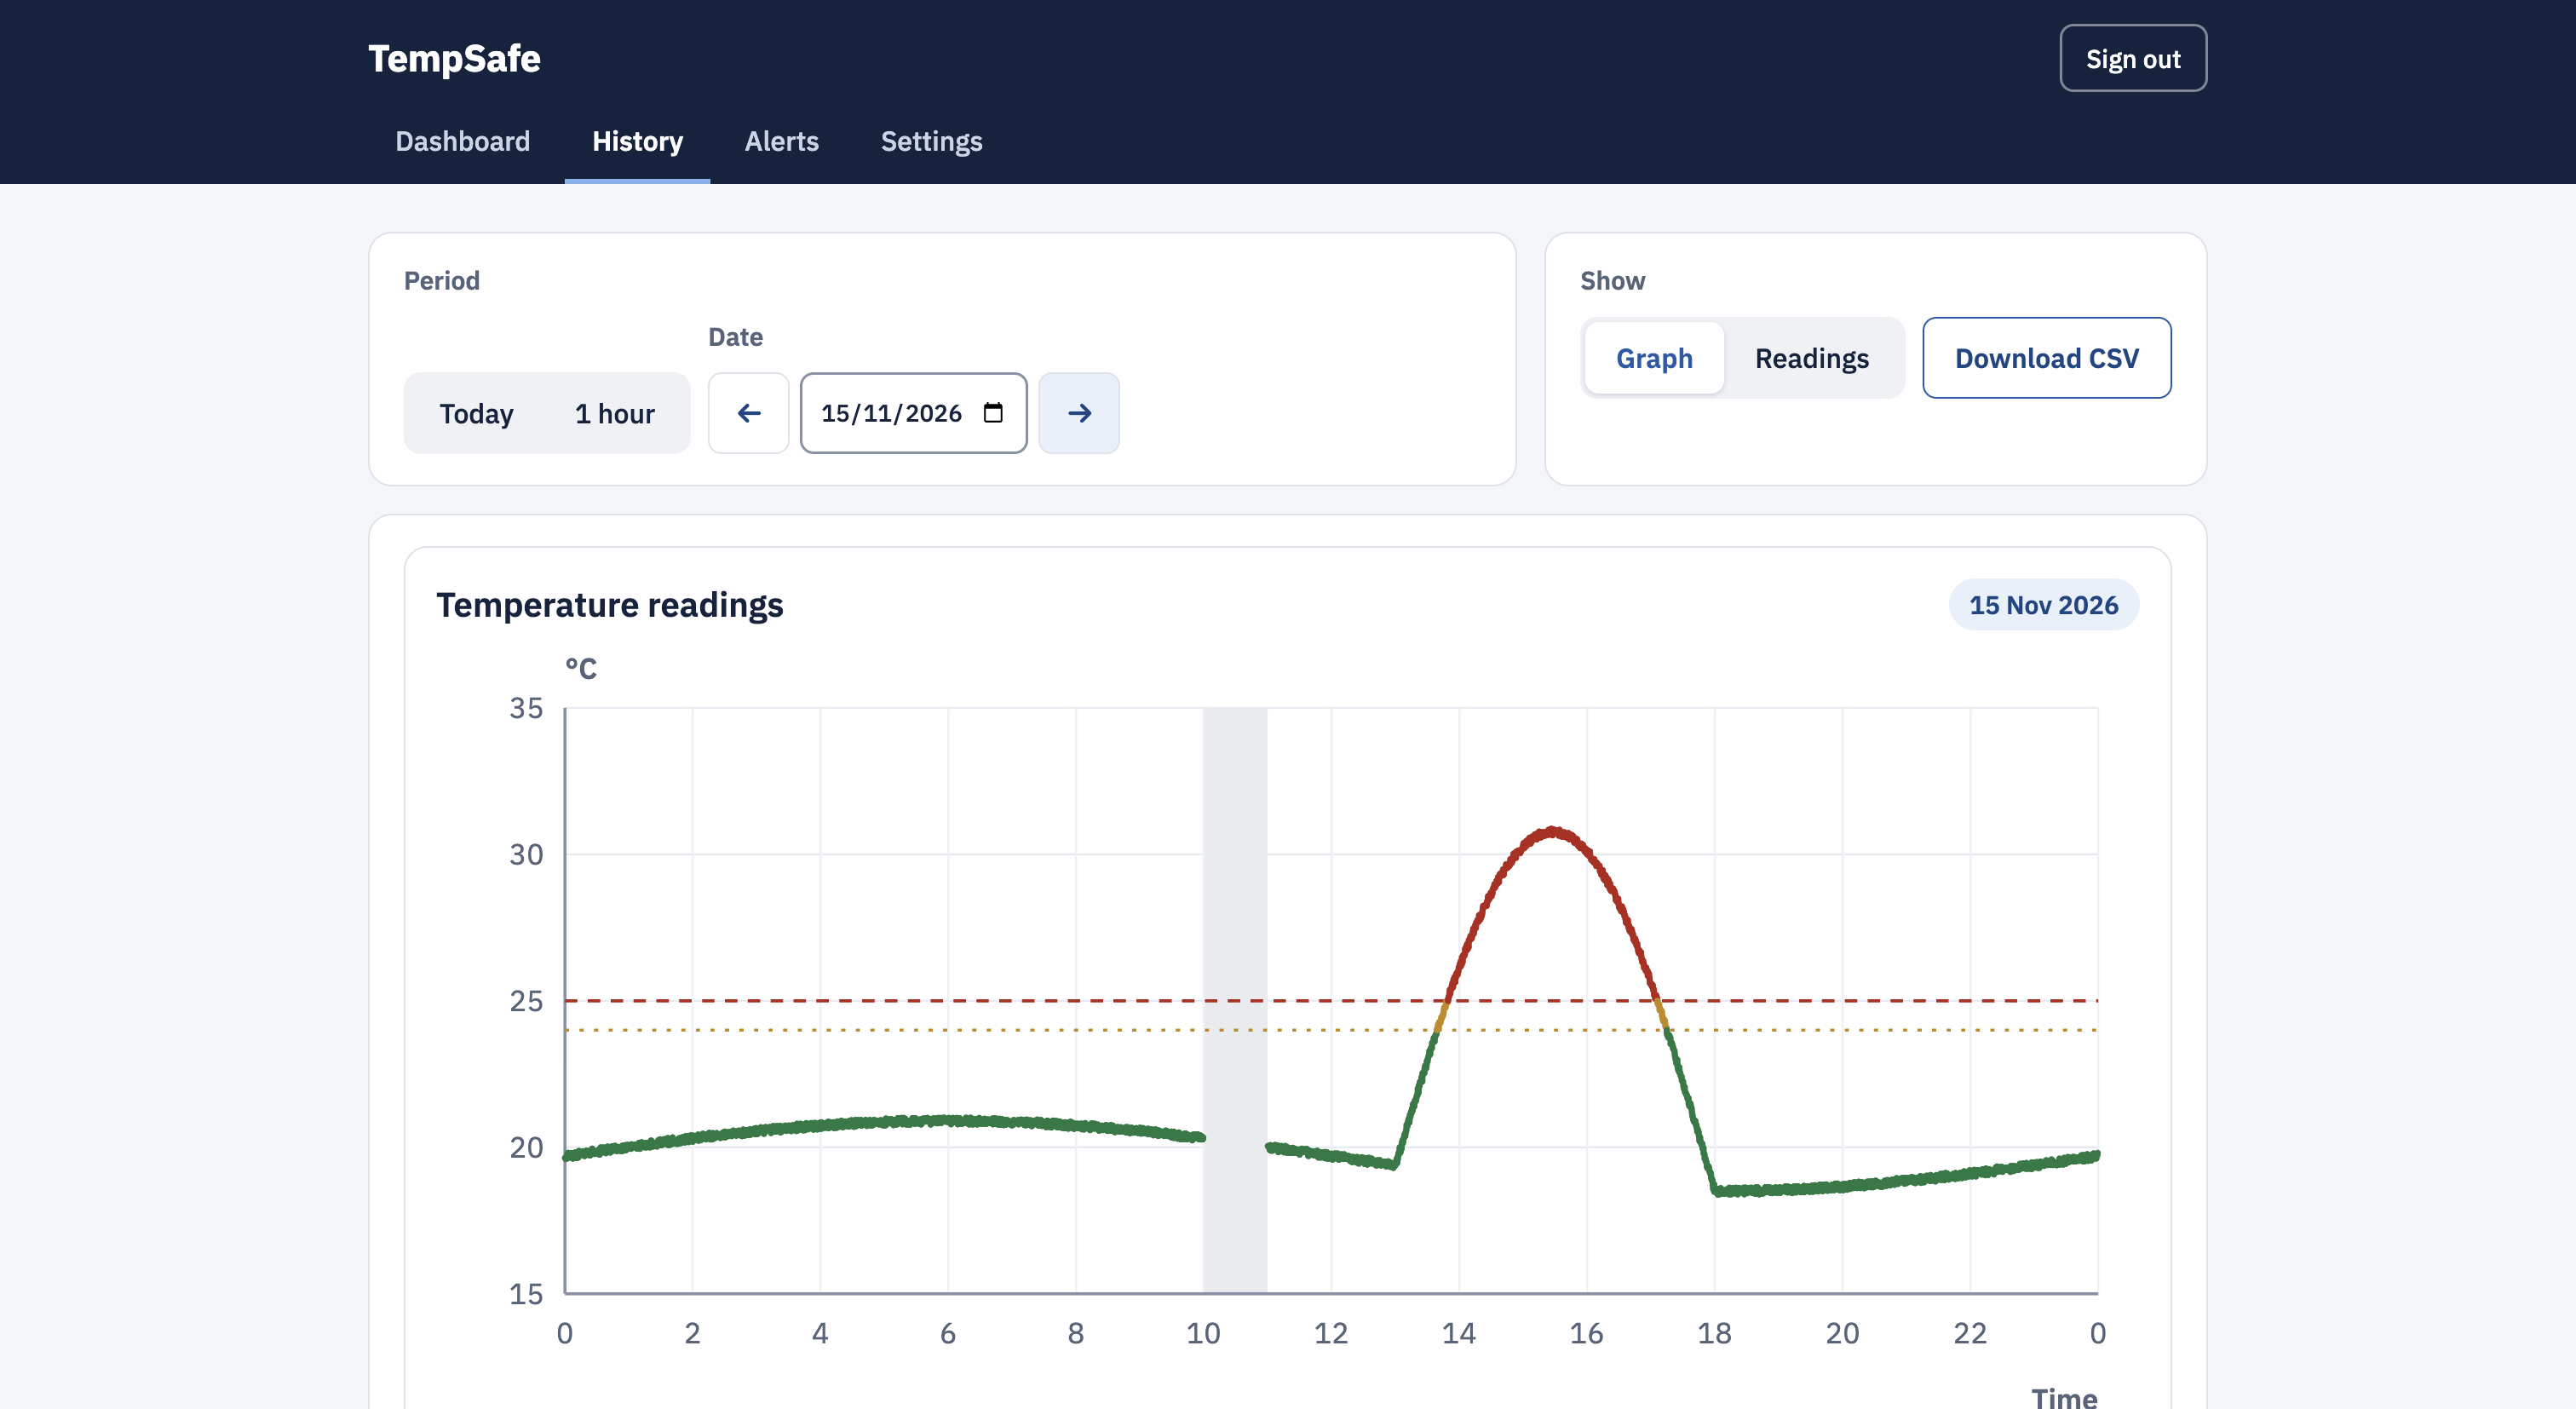 TempSafe
Sign out
Dashboard History Alerts Settings
Period
Date
Today 1 hour 15/11/2026
Show
Graph Readings Download CSV
Temperature readings
15 Nov 2026
°C
35
30
25
20
15
0 2 4 6 8 10 12 14 16 18 20 22 0
Time